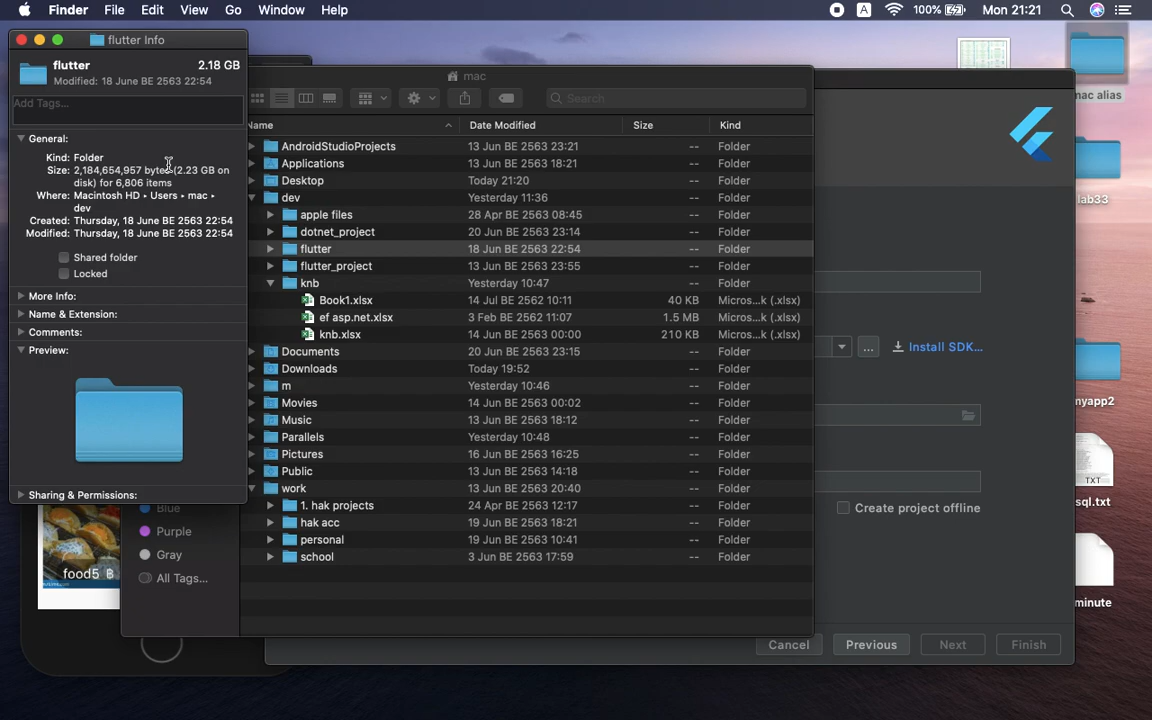 Finder File Edit View Go Window Help
A 100% Mon 21:21
flutter Info
flutter 2.18 GB
Modified: 18 June BE 2563 22:54
Add Tags...
General:
Kind: Folder
Size: 2,184,654,957 bytes (2.23 GB on
disk) for 6,806 items
Where: Macintosh HD ▸ Users ▸ mac ▸
dev
Created: Thursday, 18 June BE 2563 22:54
Modified: Thursday, 18 June BE 2563 22:54
Shared folder
Locked
More Info:
Name & Extension:
Comments:
Preview:
Sharing & Permissions:
food5 ฿
Blue
Purple
Gray
All Tags...
mac
Search
Name Date Modified Size Kind
AndroidStudioProjects 13 Jun BE 2563 23:21 -- Folder
Applications 13 Jun BE 2563 18:21 -- Folder
Desktop Today 21:20 -- Folder
dev Yesterday 11:36 -- Folder
apple files 28 Apr BE 2563 08:45 -- Folder
dotnet_project 20 Jun BE 2563 23:14 -- Folder
flutter 18 Jun BE 2563 22:54 -- Folder
flutter_project 13 Jun BE 2563 23:55 -- Folder
knb Yesterday 10:47 -- Folder
Book1.xlsx 14 Jul BE 2562 10:11 40 KB Micros...k (.xlsx)
ef asp.net.xlsx 3 Feb BE 2562 11:07 1.5 MB Micros...k (.xlsx)
knb.xlsx 14 Jun BE 2563 00:00 210 KB Micros...k (.xlsx)
Documents 20 Jun BE 2563 23:15 -- Folder
Downloads Today 19:52 -- Folder
m Yesterday 10:46 -- Folder
Movies 14 Jun BE 2563 00:02 -- Folder
Music 13 Jun BE 2563 18:12 -- Folder
Parallels Yesterday 10:48 -- Folder
Pictures 16 Jun BE 2563 16:25 -- Folder
Public 13 Jun BE 2563 14:18 -- Folder
work 13 Jun BE 2563 20:40 -- Folder
1. hak projects 24 Apr BE 2563 12:17 -- Folder
hak acc 19 Jun BE 2563 18:21 -- Folder
personal 19 Jun BE 2563 10:41 -- Folder
school 3 Jun BE 2563 17:59 -- Folder
... Install SDK...
Create project offline
Cancel Previous Next Finish
mac alias
lab33
myapp2
TXT
sql.txt
minute